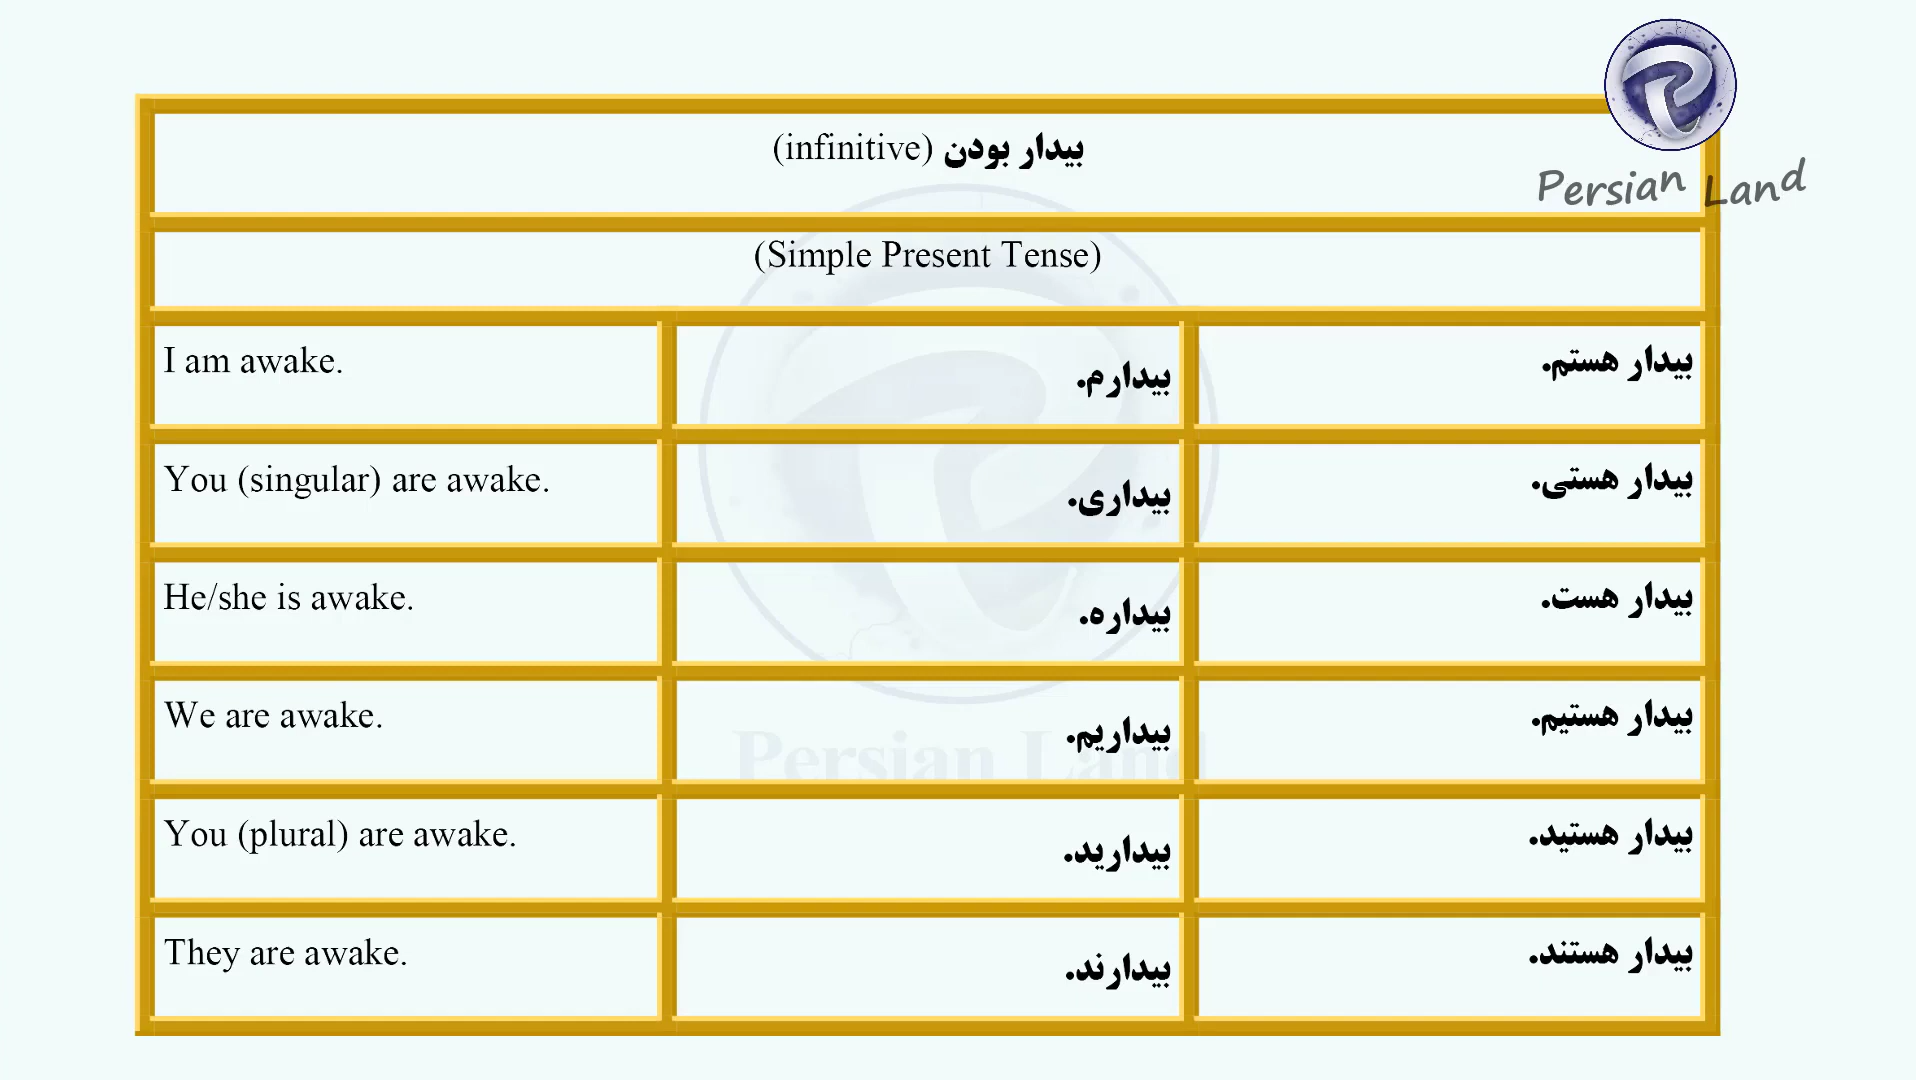 Persian Land
بیدار بودن (infinitive)
(Simple Present Tense)
I am awake. بیدارم. بیدار هستم.
You (singular) are awake. بیداری. بیدار هستی.
He/she is awake. بیداره. بیدار هست.
We are awake. بیداریم. بیدار هستیم.
You (plural) are awake. بیدارید. بیدار هستید.
They are awake. بیدارند. بیدار هستند.
Persian Land